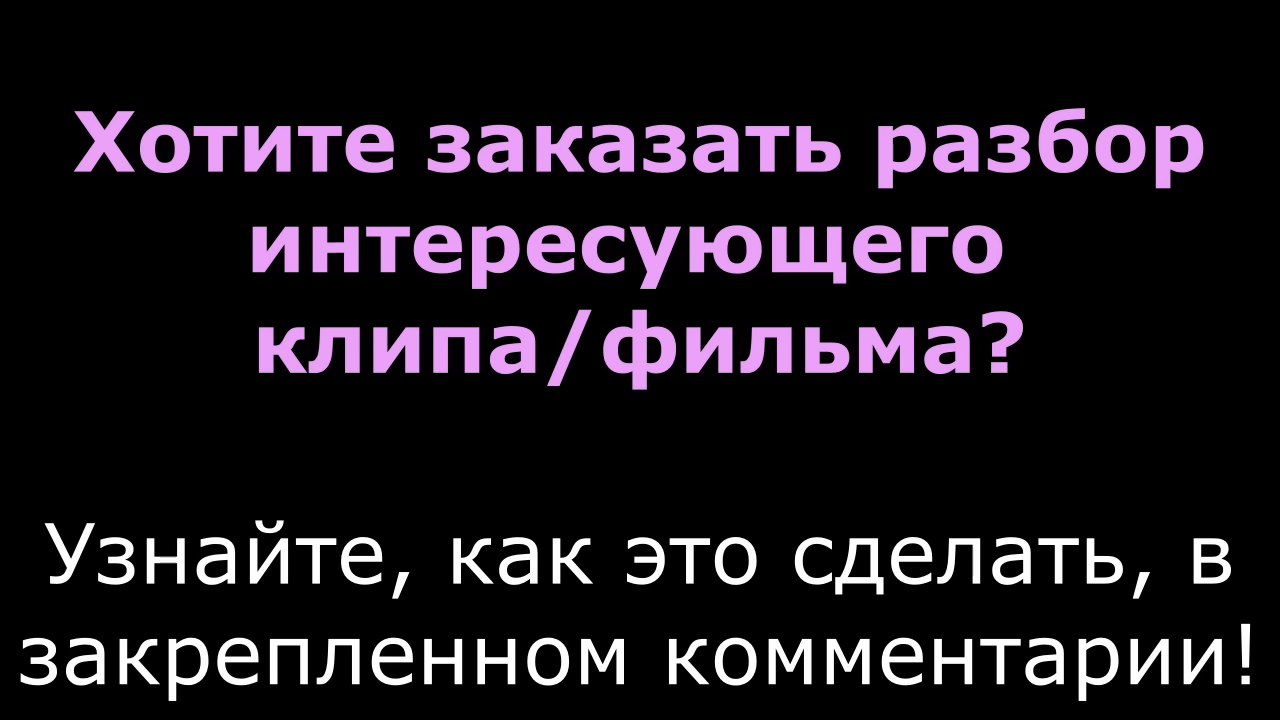 Хотите заказать разбор
интересующего
клипа/фильма?
Узнайте, как это сделать, в
закрепленном комментарии!